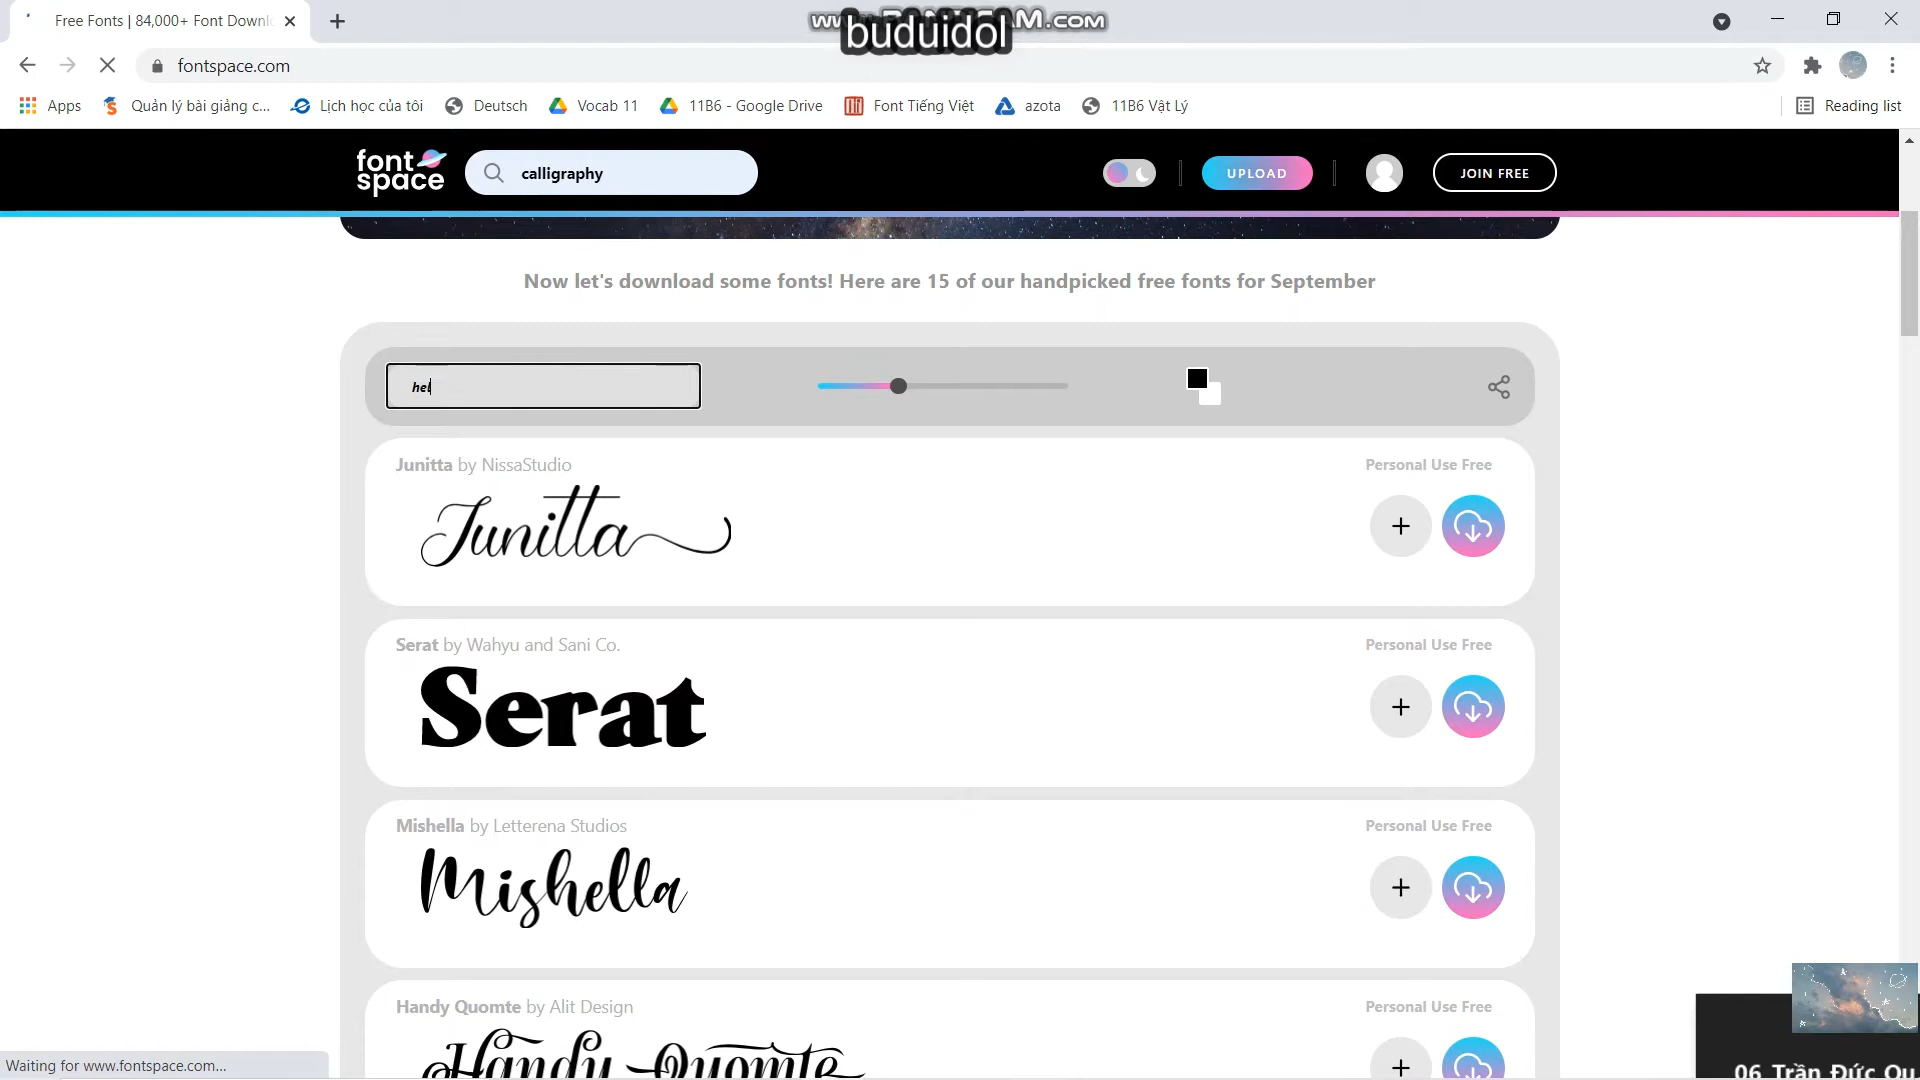 Free Fonts | 84,000+ Font Downl
buduidol
fontspace.com
Apps
Quản lý bài giảng c...
Lịch học của tôi
Deutsch
Vocab 11
11B6 - Google Drive
Font Tiếng Việt
azota
11B6 Vật Lý
Reading list
font
space
calligraphy
UPLOAD
JOIN FREE
Now let's download some fonts! Here are 15 of our handpicked free fonts for September
hel
Junitta by NissaStudio
Personal Use Free
Junitta
Serat by Wahyu and Sani Co.
Personal Use Free
Serat
Mishella by Letterena Studios
Personal Use Free
Mishella
Handy Quomte by Alit Design
Personal Use Free
Handy Quomte
Waiting for www.fontspace.com...
06 Trần Đức Qu